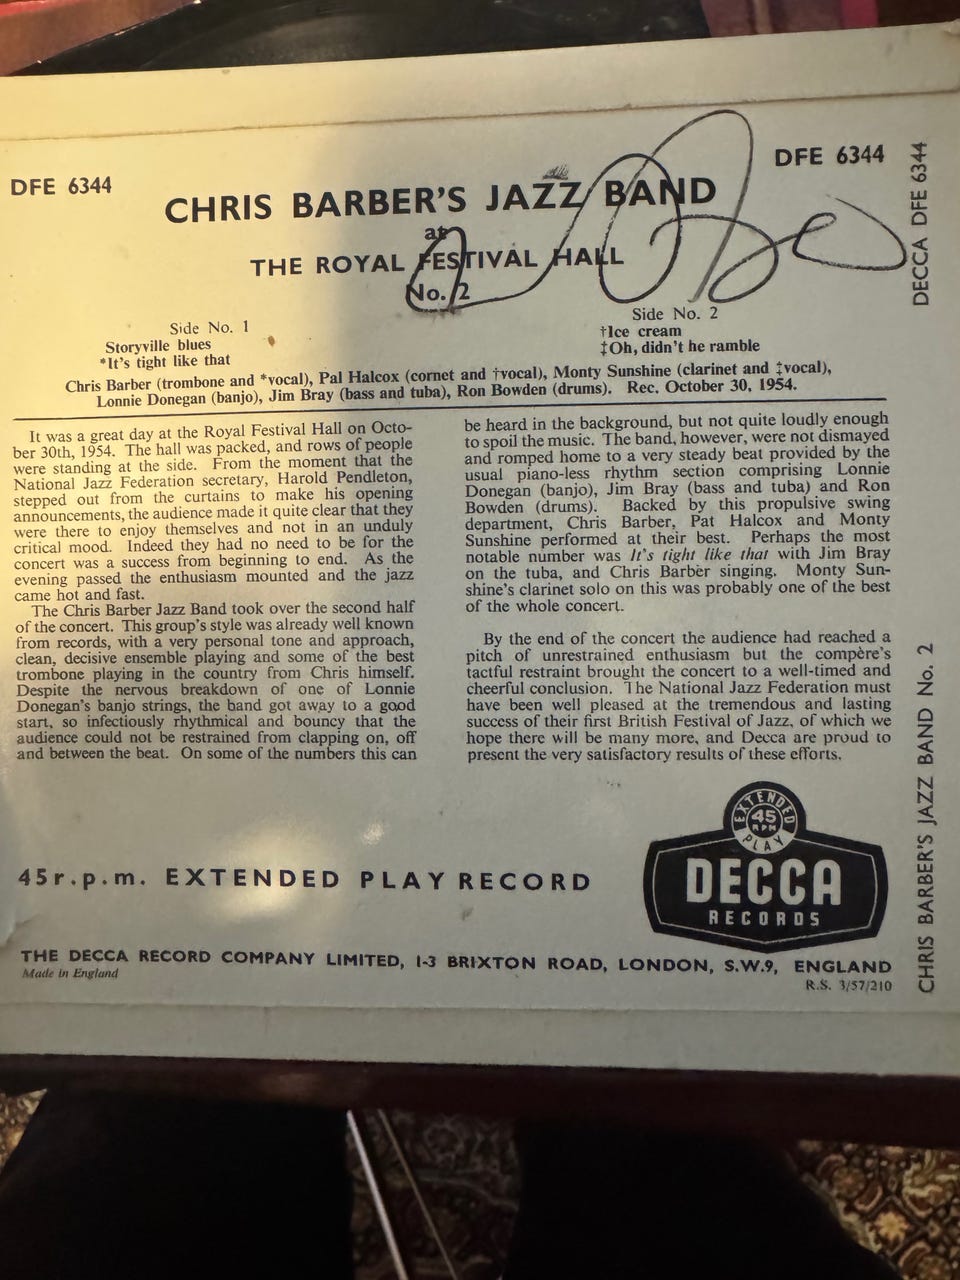 DFE 6344
DFE 6344
CHRIS BARBER'S JAZZ BAND
at
THE ROYAL FESTIVAL HALL
No. 2
Side No. 1
Storyville blues
*It's tight like that
Side No. 2
†Ice cream
‡Oh, didn't he ramble
Chris Barber (trombone and *vocal), Pat Halcox (cornet and †vocal), Monty Sunshine (clarinet and ‡vocal),
Lonnie Donegan (banjo), Jim Bray (bass and tuba), Ron Bowden (drums). Rec. October 30, 1954.
It was a great day at the Royal Festival Hall on Octo-
ber 30th, 1954. The hall was packed, and rows of people
were standing at the side. From the moment that the
National Jazz Federation secretary, Harold Pendleton,
stepped out from the curtains to make his opening
announcements, the audience made it quite clear that they
were there to enjoy themselves and not in an unduly
critical mood. Indeed they had no need to be for the
concert was a success from beginning to end. As the
evening passed the enthusiasm mounted and the jazz
came hot and fast.
The Chris Barber Jazz Band took over the second half
of the concert. This group's style was already well known
from records, with a very personal tone and approach,
clean, decisive ensemble playing and some of the best
trombone playing in the country from Chris himself.
Despite the nervous breakdown of one of Lonnie
Donegan's banjo strings, the band got away to a good
start, so infectiously rhythmical and bouncy that the
audience could not be restrained from clapping on, off
and between the beat. On some of the numbers this can
be heard in the background, but not quite loudly enough
to spoil the music. The band, however, were not dismayed
and romped home to a very steady beat provided by the
usual piano-less rhythm section comprising Lonnie
Donegan (banjo), Jim Bray (bass and tuba) and Ron
Bowden (drums). Backed by this propulsive swing
department, Chris Barber, Pat Halcox and Monty
Sunshine performed at their best. Perhaps the most
notable number was It's tight like that with Jim Bray
on the tuba, and Chris Barber singing. Monty Sun-
shine's clarinet solo on this was probably one of the best
of the whole concert.
By the end of the concert the audience had reached a
pitch of unrestrained enthusiasm but the compère's
tactful restraint brought the concert to a well-timed and
cheerful conclusion. The National Jazz Federation must
have been well pleased at the tremendous and lasting
success of their first British Festival of Jazz, of which we
hope there will be many more, and Decca are proud to
present the very satisfactory results of these efforts.
45 r.p.m. EXTENDED PLAY RECORD
EXTENDED
45
RPM
PLAY
DECCA
RECORDS
THE DECCA RECORD COMPANY LIMITED, 1-3 BRIXTON ROAD, LONDON, S.W.9, ENGLAND
Made in England
R.S. 3/57/210
DECCA DFE 6344
CHRIS BARBER'S JAZZ BAND No. 2